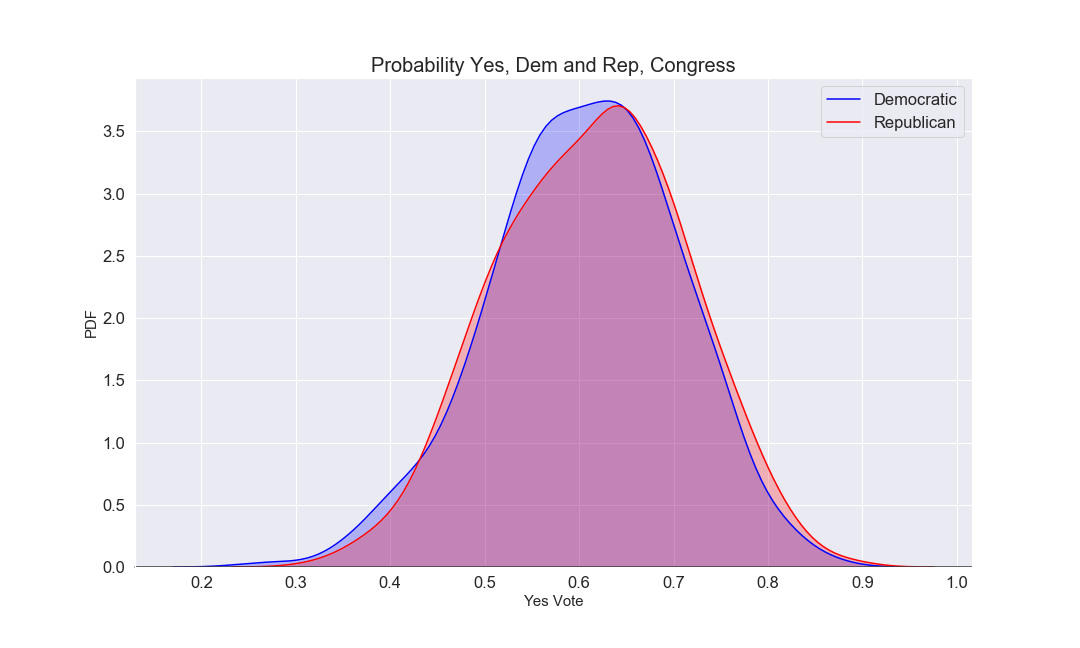 Probability Yes, Dem and Rep, Congress
Democratic
Republican
3.5
3.0
2.5
2.0
1.5
1.0
0.5
0.0
PDF
0.2 0.3 0.4 0.5 0.6 0.7 0.8 0.9 1.0
Yes Vote